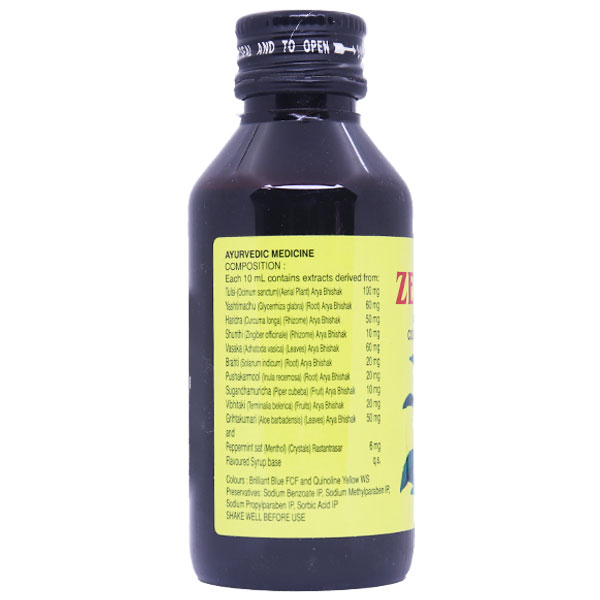 SEAL AND TO OPEN
AYURVEDIC MEDICINE
COMPOSITION :
Each 10 mL contains extracts derived from:
Tulsi (Ocimum sanctum)(Aerial Plant) Arya Bhishak 100 mg
Yashtimadhu (Glycerrhiza glabra) (Root) Arya Bhishak 60 mg
Haridra (Curcuma longa) (Rhizome) Arya Bhishak 50 mg
Shunthi (Zingiber officinale) (Rhizome) Arya Bhishak 10 mg
Vasaka (Adhatoda vasica) (Leaves) Arya Bhishak 60 mg
Brahti (Solanum indicum) (Root) Arya Bhishak 20 mg
Pushakarmool (Inula recemosa) (Root) Arya Bhishak 20 mg
Sugandhamuricha (Piper cubeba) (Fruit) Arya Bhishak 10 mg
Vibhitaki (Terminalia belerica) (Fruits) Arya Bhishak 20 mg
Grihtakumari (Aloe barbadensis) (Leaves) Arya Bhishak 50 mg
and
Peppermint sat (Menthol) (Crystals) Rastantrasar 6 mg
Flavoured Syrup base q.s.
Colours : Brilliant Blue FCF and Quinoline Yellow WS
Preservatives: Sodium Benzoate IP, Sodium Methylparaben IP,
Sodium Propylparaben IP, Sorbic Acid IP
SHAKE WELL BEFORE USE
ZE